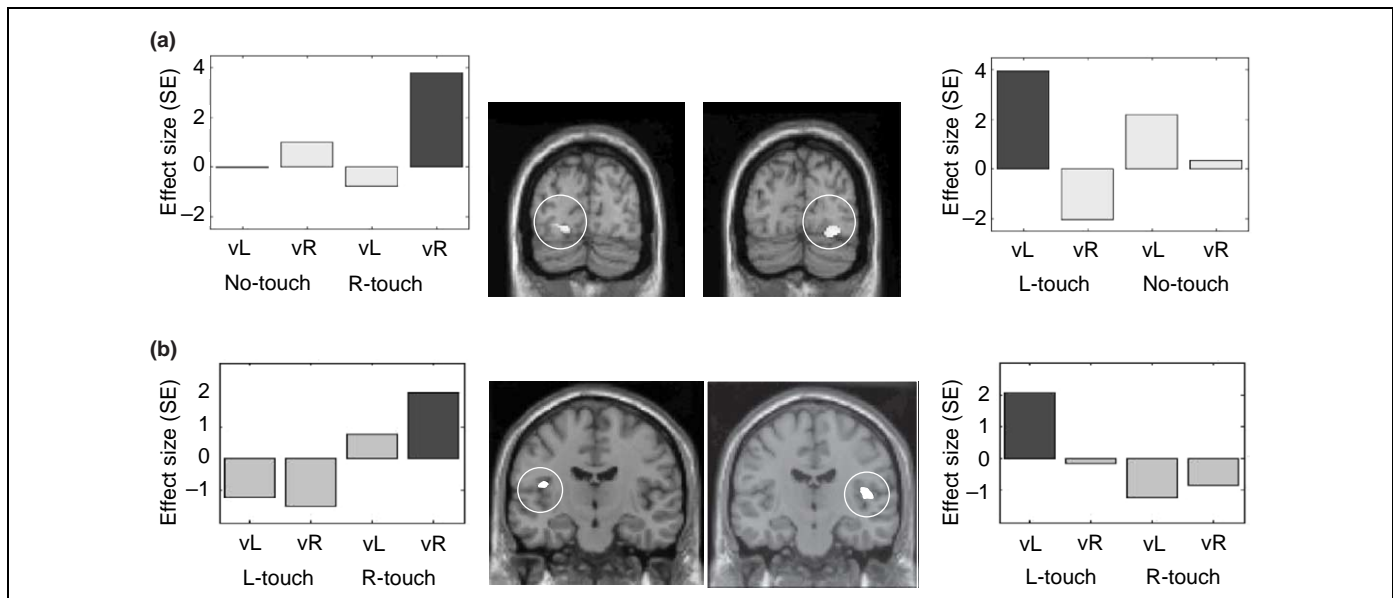 (a)
Effect size (SE)
4
2
0
–2
vL vR vL vR
No-touch R-touch
Effect size (SE)
4
2
0
–2
vL vR vL vR
L-touch No-touch
(b)
Effect size (SE)
2
1
0
–1
vL vR vL vR
L-touch R-touch
Effect size (SE)
2
1
0
–1
vL vR vL vR
L-touch R-touch